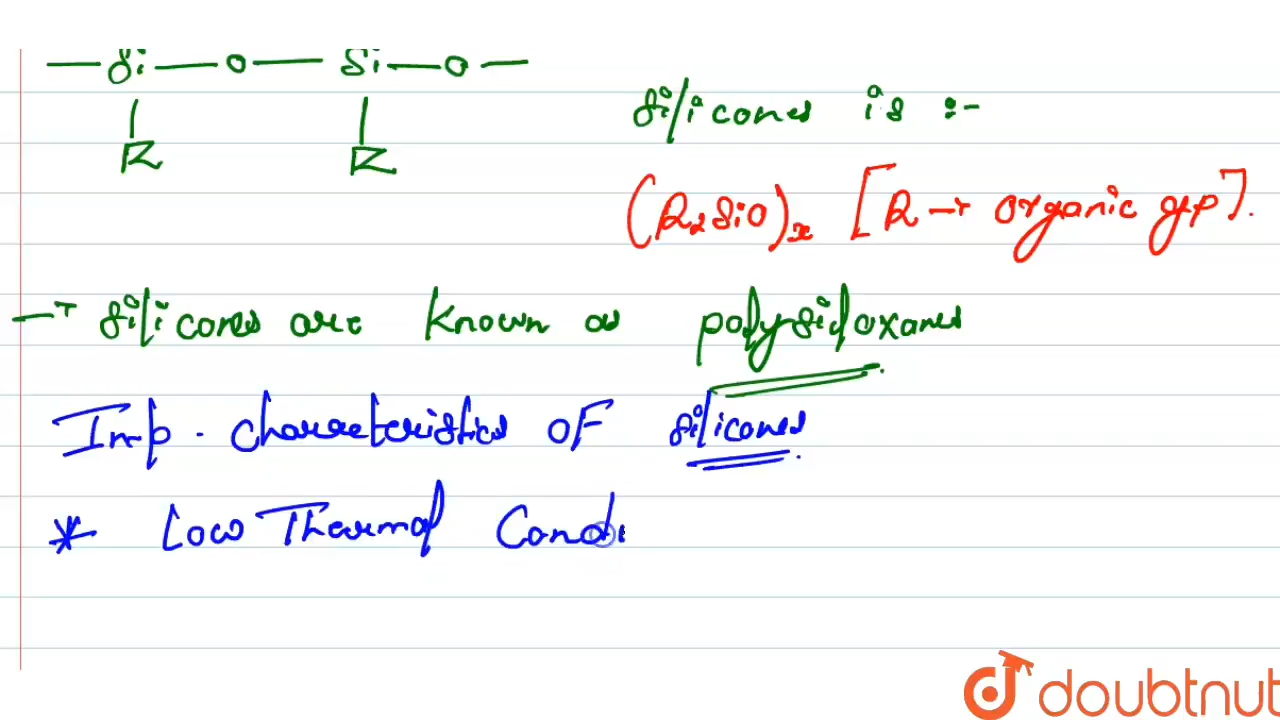 — Si — O — Si — O —
R R
silicones is :-
(R₂SiO)ₓ [R → organic grp].
→ silicones are known as polysiloxanes.
Imp. characteristics of silicones.
* Low Thermal Cond
doubtnut